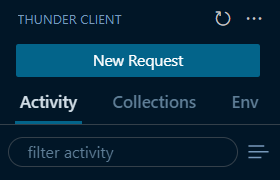 THUNDER CLIENT
New Request
Activity Collections Env
filter activity